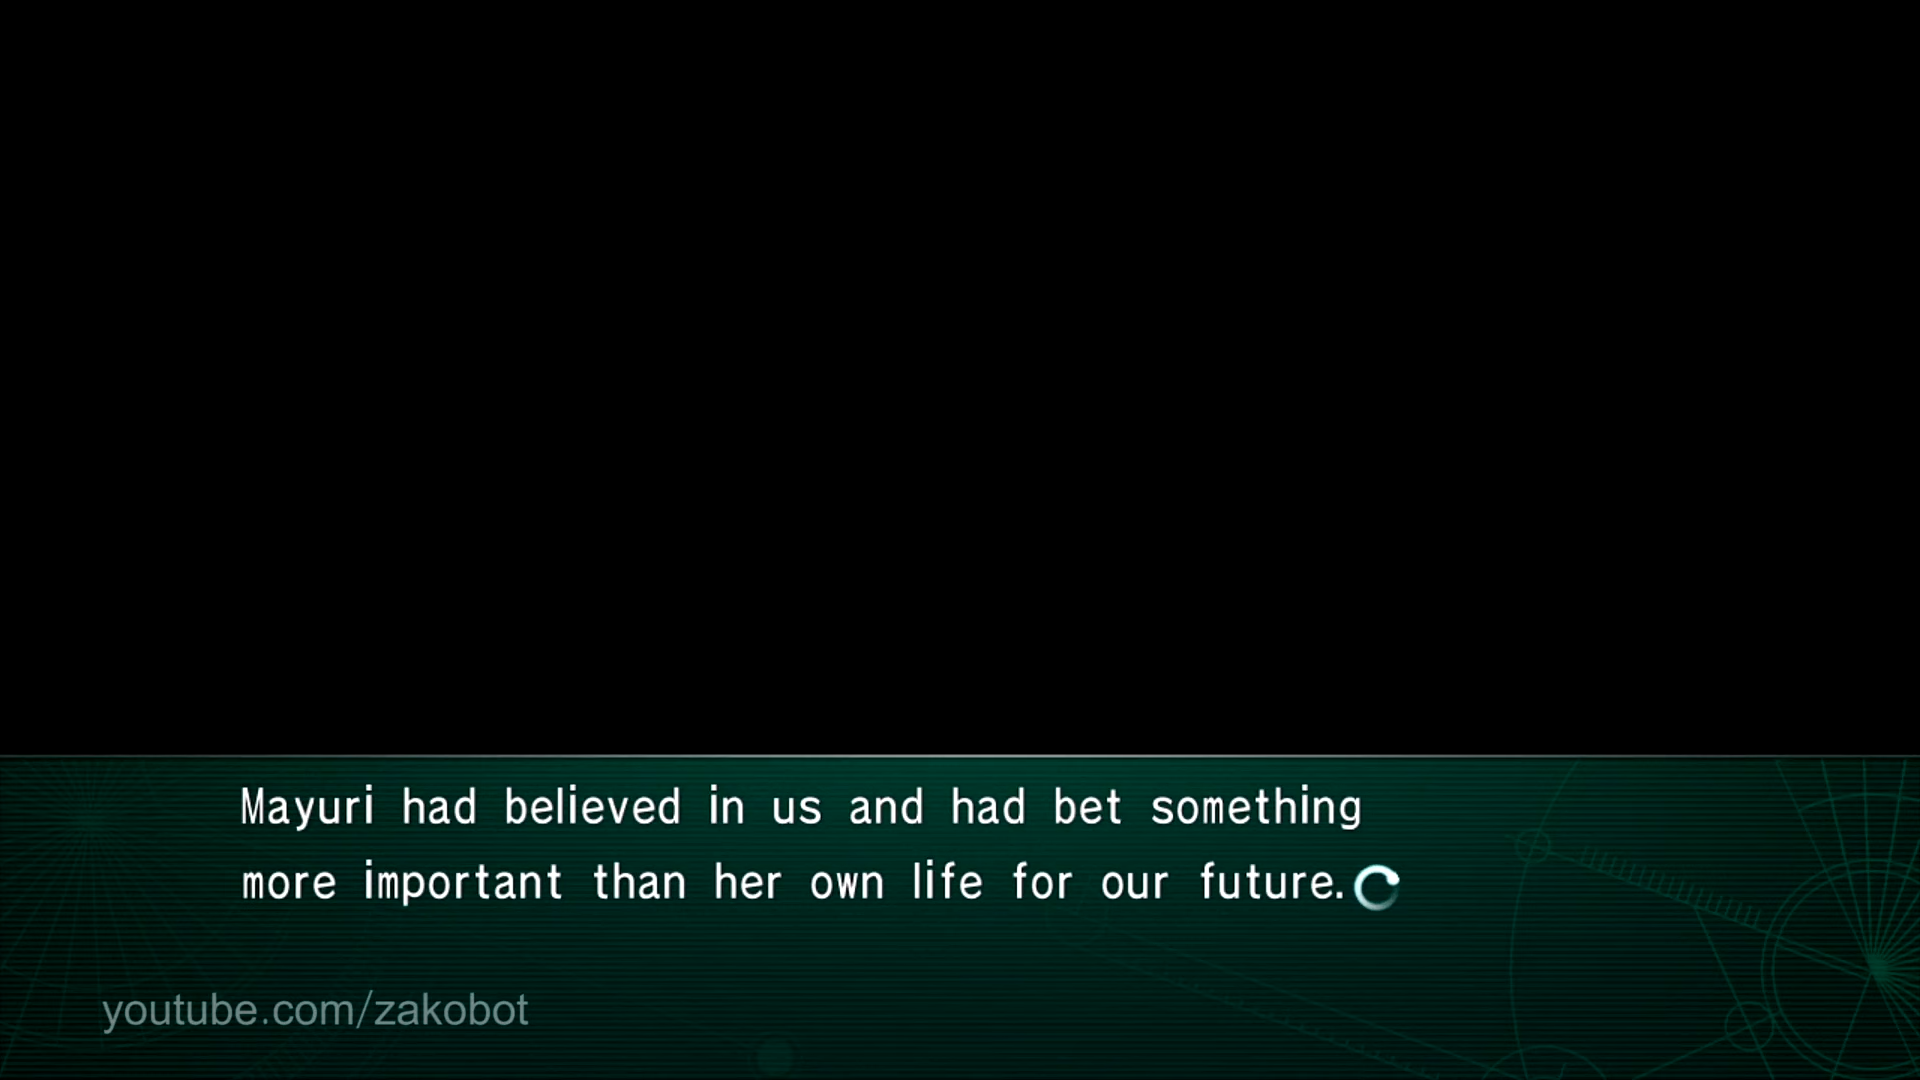 Mayuri had believed in us and had bet something
more important than her own life for our future.
youtube.com/zakobot